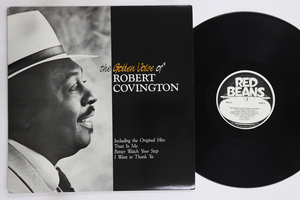 the Golden Voice of
ROBERT
COVINGTON
Including the Original Hits:
Trust In Me
Better Watch Your Step
I Want to Thank Ya
RED
BEANS